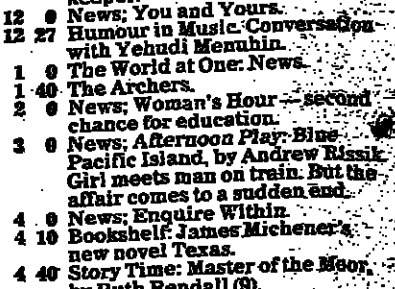 12 0 News; You and Yours.
12 27 Humour in Music. Conversation
with Yehudi Menuhin.
1 0 The World at One: News.
1 40 The Archers.
2 0 News; Woman's Hour — second
chance for education.
3 0 News; Afternoon Play: Blue
Pacific Island, by Andrew Rissik.
Girl meets man on train. But the
affair comes to a sudden end.
4 0 News; Enquire Within.
4 10 Bookshelf: James Michener's
new novel Texas.
4 40 Story Time: Master of the Moor,
by Ruth Rendall (9).